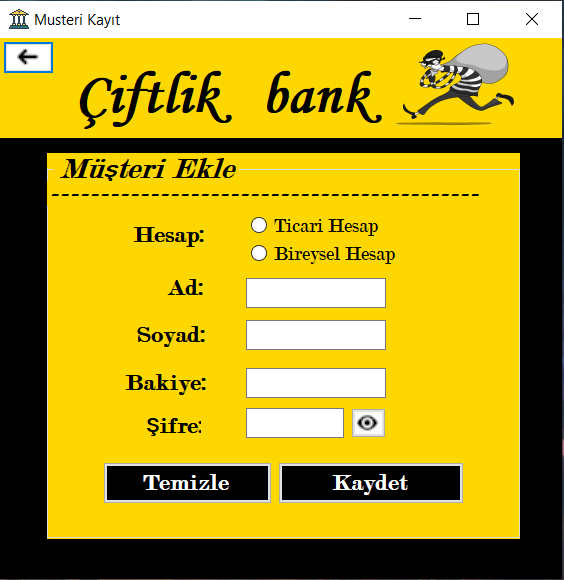 Musteri Kayıt
Çiftlik bank
Müşteri Ekle
Hesap:
Ticari Hesap
Bireysel Hesap
Ad:
Soyad:
Bakiye:
Şifre:
Temizle
Kaydet